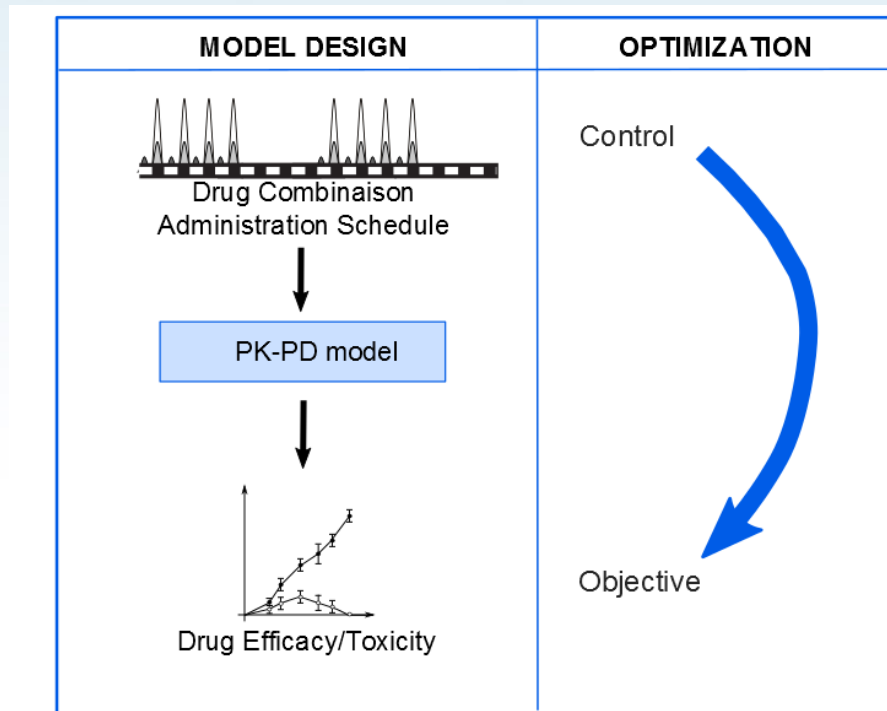 MODEL DESIGN
OPTIMIZATION
Drug Combinaison
Administration Schedule
PK-PD model
Drug Efficacy/Toxicity
Control
Objective